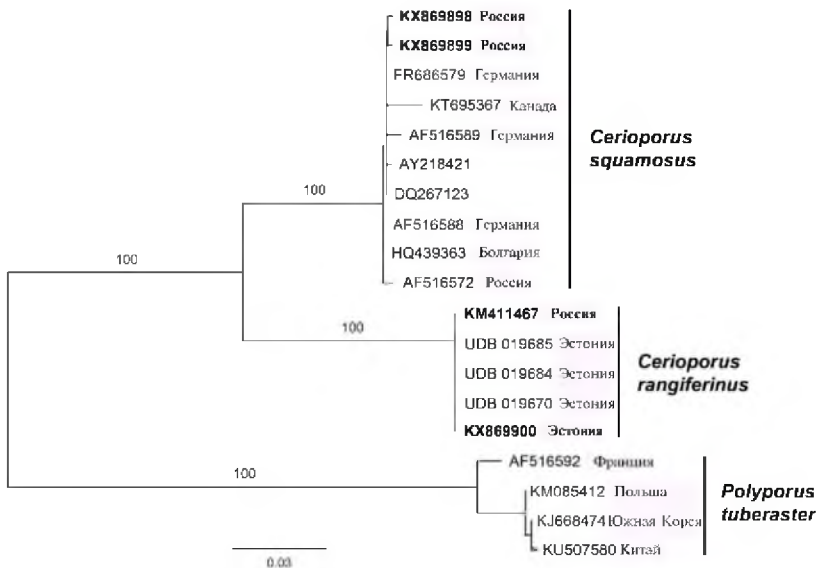 KX869898 Россия
KX869899 Россия
FR686579 Германия
KT695367 Канада
AF516589 Германия
Cerioporus
squamosus
AY218421
100
DQ267123
AF516588 Германия
HQ439363 Болгария
100
AF516572 Россия
KM411467 Россия
100
UDB 019685 Эстония
Cerioporus
rangiferinus
UDB 019684 Эстония
UDB 019670 Эстония
KX869900 Эстония
AF516592 Франция
100
KM085412 Польша
Polyporus
tuberaster
KJ668474 Южная Корея
KU507580 Китай
0.03